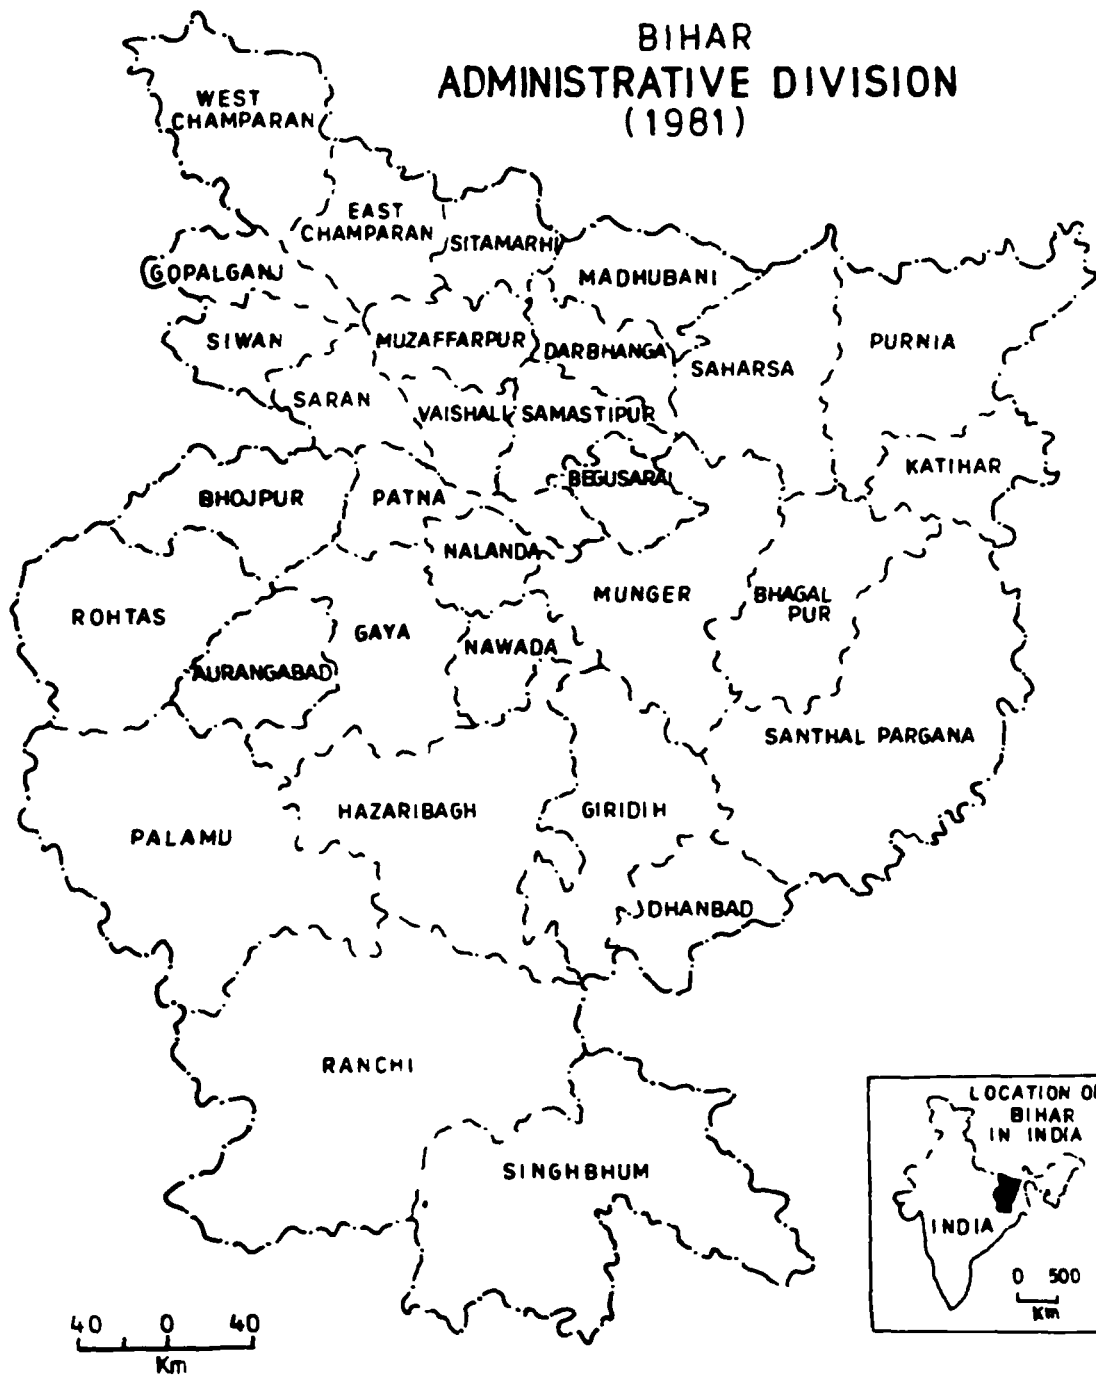 BIHAR
ADMINISTRATIVE DIVISION
(1981)
WEST
CHAMPARAN
EAST
CHAMPARAN
SITAMARHI
GOPALGANJ
MADHUBANI
SIWAN
MUZAFFARPUR
DARBHANGA
SAHARSA
PURNIA
SARAN
VAISHALI
SAMASTIPUR
KATIHAR
BEGUSARAI
BHOJPUR
PATNA
NALANDA
MUNGER
BHAGAL
PUR
ROHTAS
GAYA
NAWADA
AURANGABAD
SANTHAL PARGANA
HAZARIBAGH
GIRIDIH
PALAMU
DHANBAD
RANCHI
SINGHBHUM
LOCATION OF
BIHAR
IN INDIA
INDIA
0 500
Km
40 0 40
Km